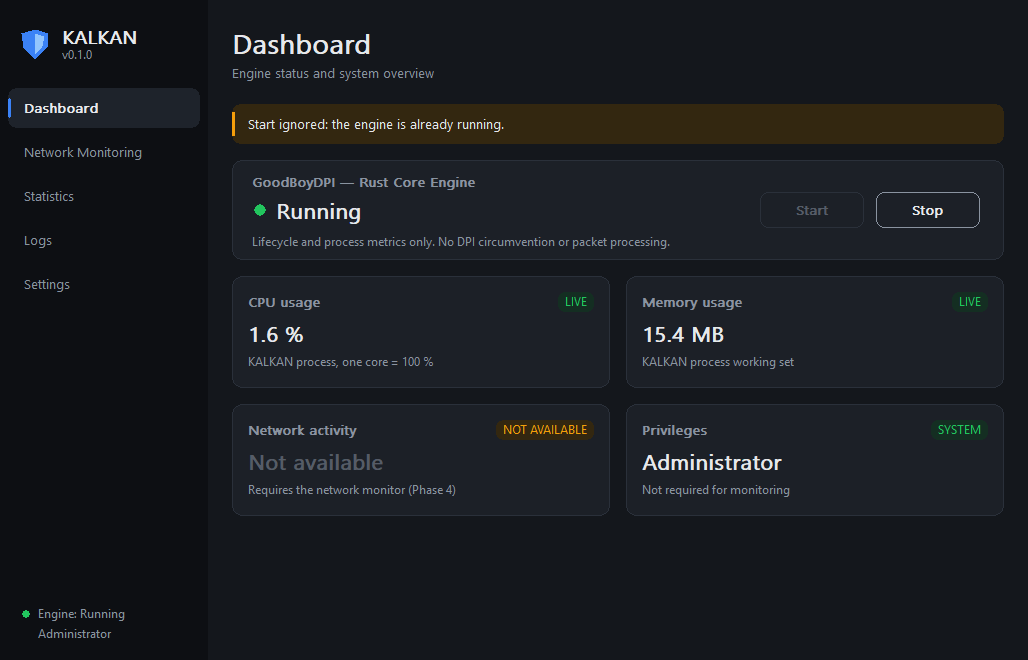 KALKAN
v0.1.0
Dashboard
Network Monitoring
Statistics
Logs
Settings
Engine: Running
Administrator
Dashboard
Engine status and system overview
Start ignored: the engine is already running.
GoodBoyDPI — Rust Core Engine
Running
Start
Stop
Lifecycle and process metrics only. No DPI circumvention or packet processing.
CPU usage
LIVE
1.6 %
KALKAN process, one core = 100 %
Memory usage
LIVE
15.4 MB
KALKAN process working set
Network activity
NOT AVAILABLE
Not available
Requires the network monitor (Phase 4)
Privileges
SYSTEM
Administrator
Not required for monitoring